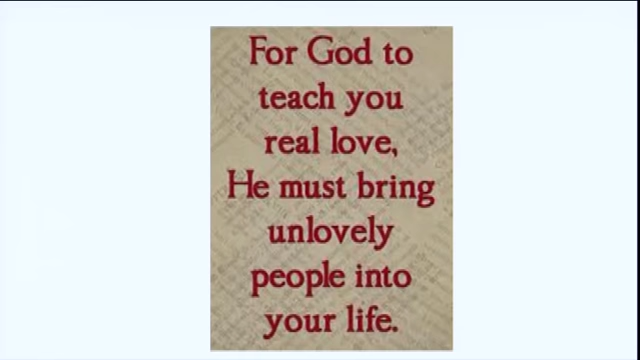 For God to
teach you
real love,
He must bring
unlovely
people into
your life.